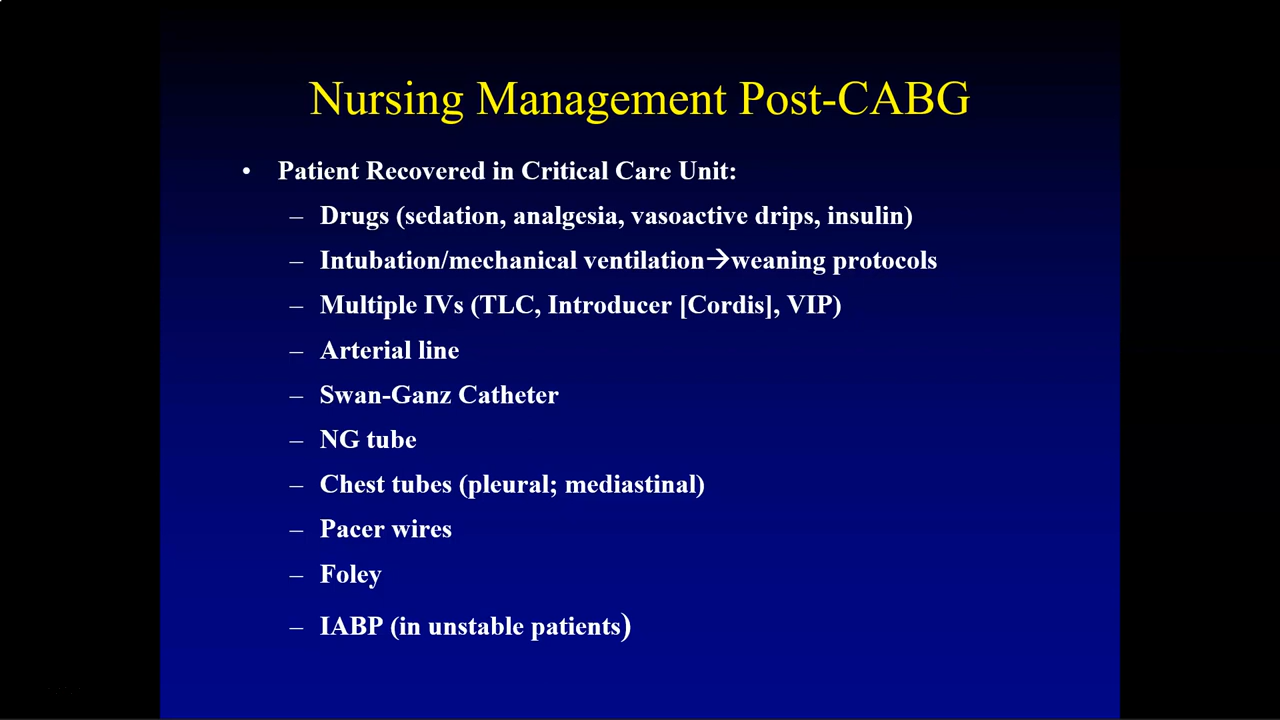 Nursing Management Post-CABG
• Patient Recovered in Critical Care Unit:
– Drugs (sedation, analgesia, vasoactive drips, insulin)
– Intubation/mechanical ventilation→weaning protocols
– Multiple IVs (TLC, Introducer [Cordis], VIP)
– Arterial line
– Swan-Ganz Catheter
– NG tube
– Chest tubes (pleural; mediastinal)
– Pacer wires
– Foley
– IABP (in unstable patients)